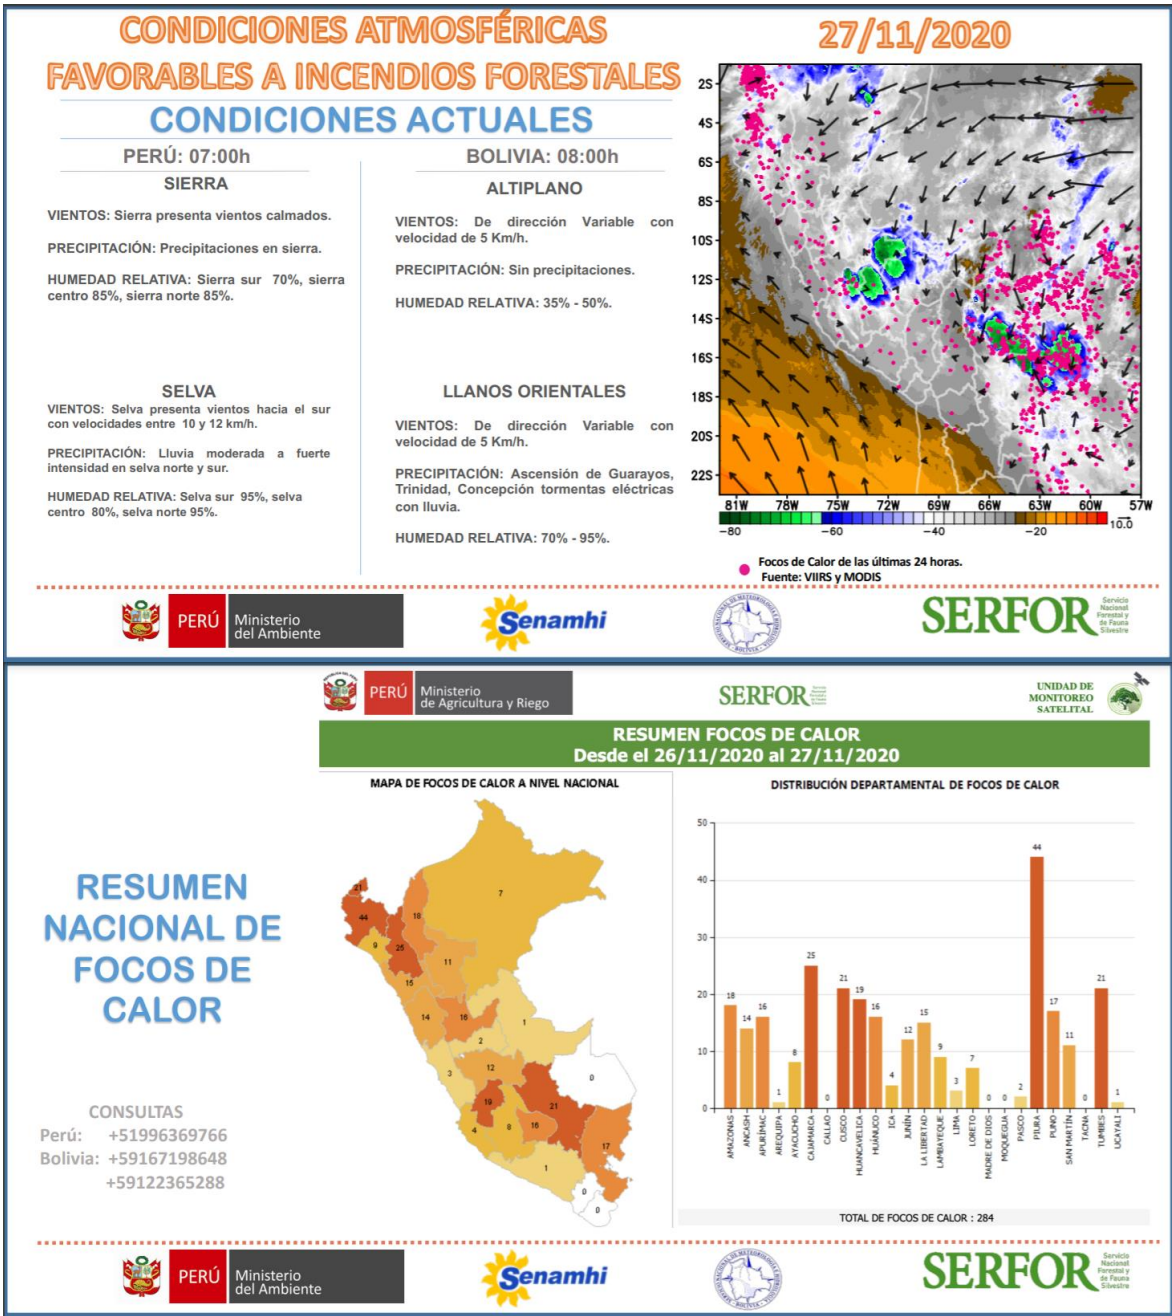 CONDICIONES ATMOSFÉRICAS
FAVORABLES A INCENDIOS FORESTALES
27/11/2020
CONDICIONES ACTUALES
PERÚ: 07:00h
SIERRA
VIENTOS: Sierra presenta vientos calmados.
PRECIPITACIÓN: Precipitaciones en sierra.
HUMEDAD RELATIVA: Sierra sur 70%, sierra
centro 85%, sierra norte 85%.
SELVA
VIENTOS: Selva presenta vientos hacia el sur
con velocidades entre 10 y 12 km/h.
PRECIPITACIÓN: Lluvia moderada a fuerte
intensidad en selva norte y sur.
HUMEDAD RELATIVA: Selva sur 95%, selva
centro 80%, selva norte 95%.
BOLIVIA: 08:00h
ALTIPLANO
VIENTOS: De dirección Variable con
velocidad de 5 Km/h.
PRECIPITACIÓN: Sin precipitaciones.
HUMEDAD RELATIVA: 35% - 50%.
LLANOS ORIENTALES
VIENTOS: De dirección Variable con
velocidad de 5 Km/h.
PRECIPITACIÓN: Ascensión de Guarayos,
Trinidad, Concepción tormentas eléctricas
con lluvia.
HUMEDAD RELATIVA: 70% - 95%.
2S
4S
6S
8S
10S
12S
14S
16S
18S
20S
22S
81W 78W 75W 72W 69W 66W 63W 60W 57W
-80 -60 -40 -20 10.0
Focos de Calor de las últimas 24 horas.
Fuente: VIIRS y MODIS
PERÚ
Ministerio
del Ambiente
Senamhi
SERFOR
Servicio
Nacional
Forestal y
de Fauna
Silvestre
PERÚ
Ministerio
de Agricultura y Riego
SERFOR
UNIDAD DE
MONITOREO
SATELITAL
RESUMEN FOCOS DE CALOR
Desde el 26/11/2020 al 27/11/2020
RESUMEN
NACIONAL DE
FOCOS DE
CALOR
CONSULTAS
Perú: +51996369766
Bolivia: +59167198648
+59122365288
MAPA DE FOCOS DE CALOR A NIVEL NACIONAL
7
21
44
18
9
25
11
15
14
16
1
2
3
12
0
19
21
4
8
16
17
1
0
0
DISTRIBUCIÓN DEPARTAMENTAL DE FOCOS DE CALOR
50
40
30
20
10
0
18 14 16 1 8 25 0 21 19 16 4 12 15 9 3 7 0 0 2 44 17 11 0 21 1
AMAZONAS
ANCASH
APURÍMAC
AREQUIPA
AYACUCHO
CAJAMARCA
CALLAO
CUSCO
HUANCAVELICA
HUÁNUCO
ICA
JUNÍN
LA LIBERTAD
LAMBAYEQUE
LIMA
LORETO
MADRE DE DIOS
MOQUEGUA
PASCO
PIURA
PUNO
SAN MARTÍN
TACNA
TUMBES
UCAYALI
TOTAL DE FOCOS DE CALOR : 284
PERÚ
Ministerio
del Ambiente
Senamhi
SERFOR
Servicio
Nacional
Forestal y
de Fauna
Silvestre